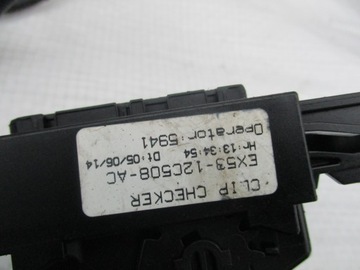 CLIP CHECKER
EX53-12C508-AC
Hr:13:34:54 Dt:05/06/14
Operator:5941